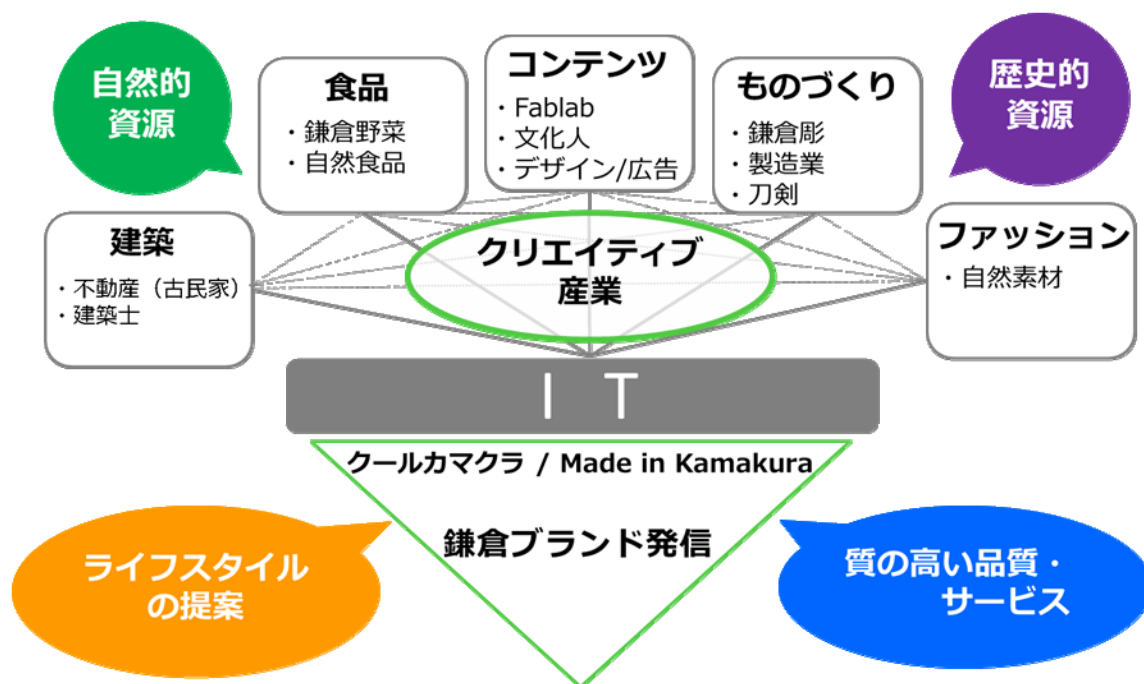 自然的
資源
食品
・鎌倉野菜
・自然食品
コンテンツ
・Fablab
・文化人
・デザイン/広告
ものづくり
・鎌倉彫
・製造業
・刀剣
歴史的
資源
建築
・不動産（古民家）
・建築士
クリエイティブ
産業
ファッション
・自然素材
IT
クールカマクラ / Made in Kamakura
鎌倉ブランド発信
ライフスタイル
の提案
質の高い品質・
サービス